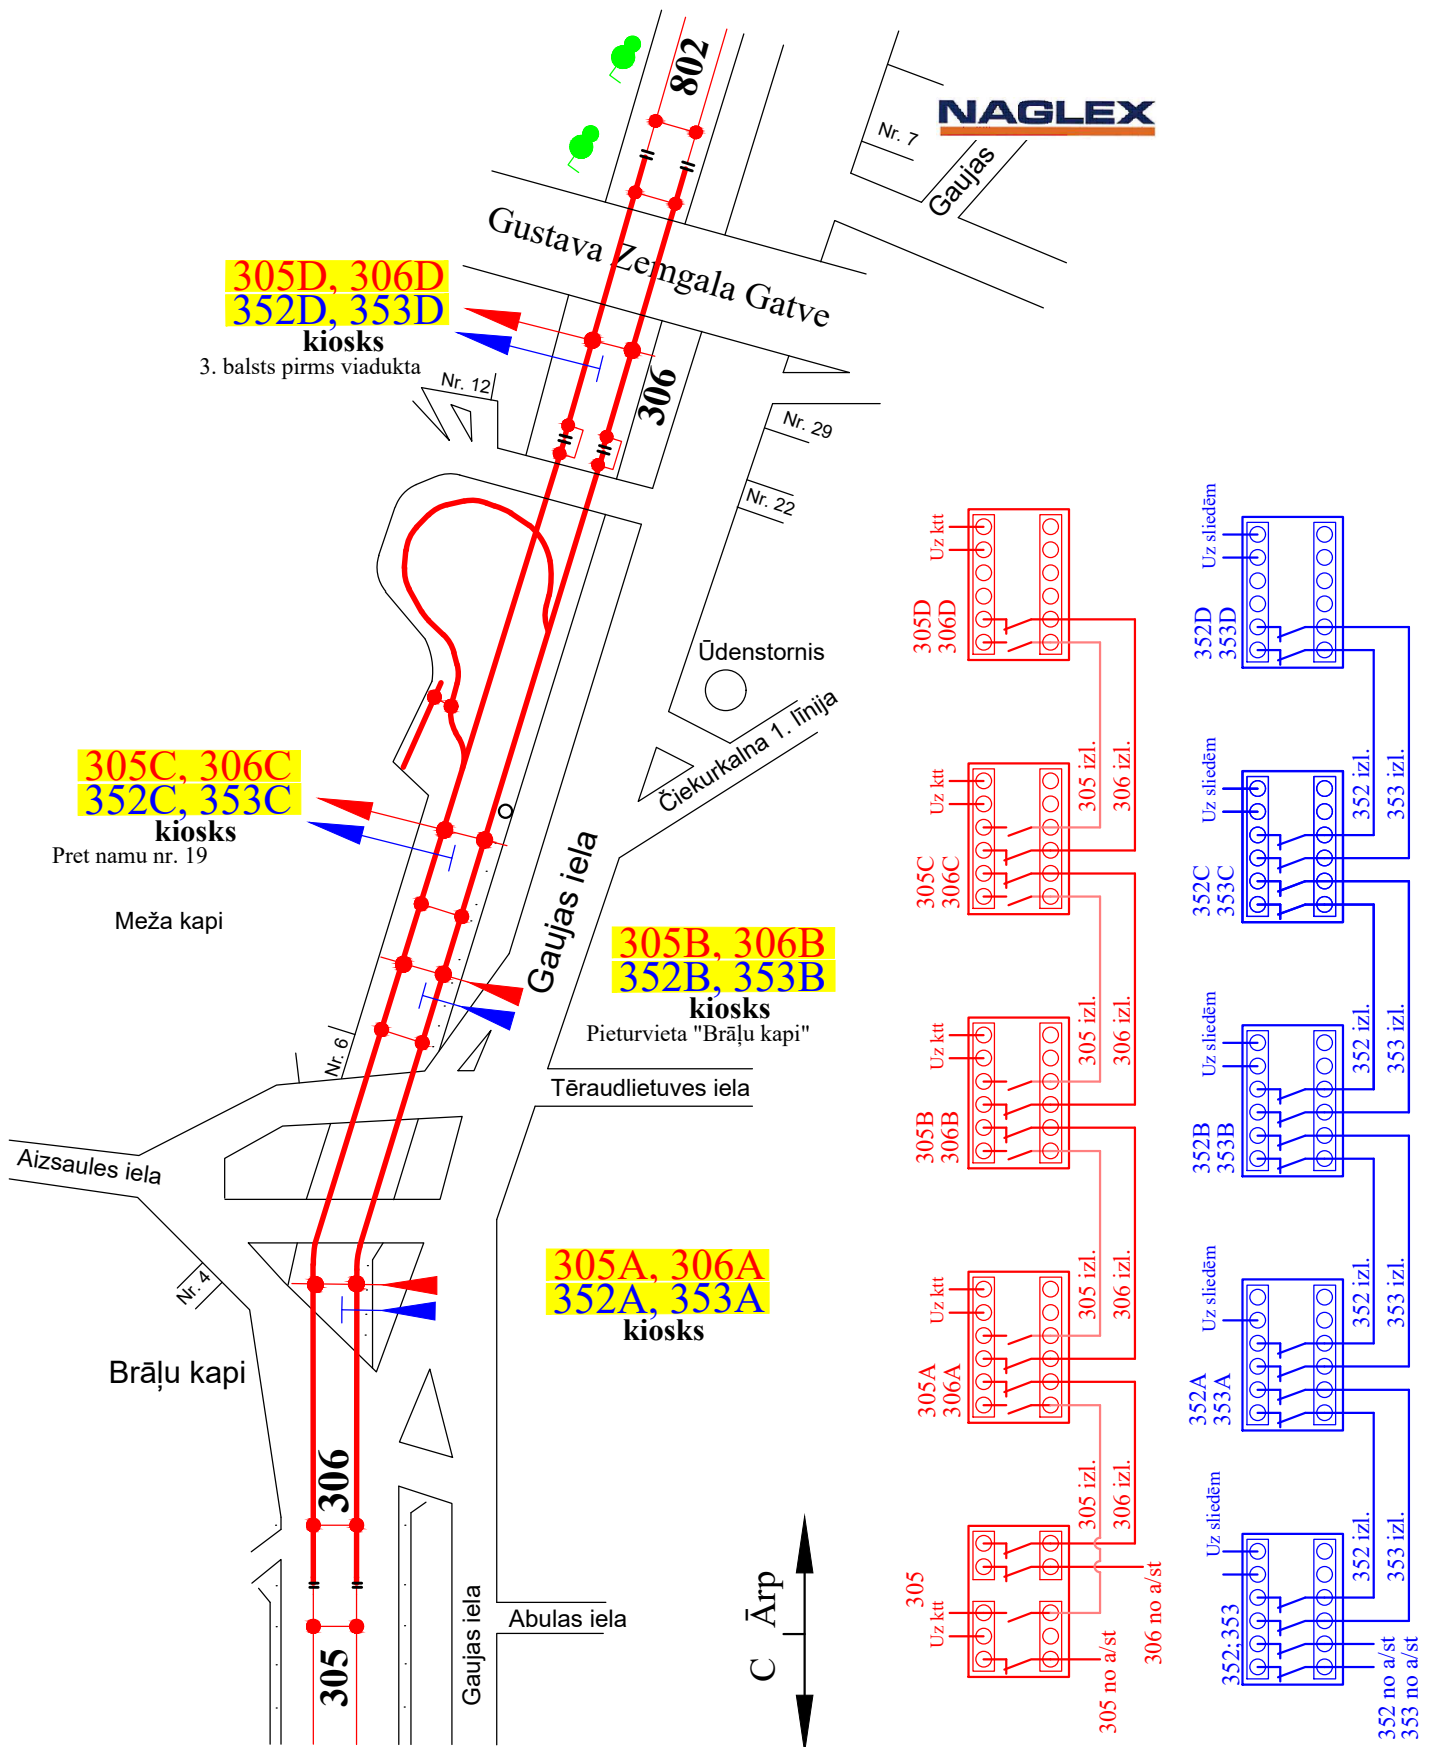 802
NAGLEX
Nr. 7
Gaujas
Gustava Zemgala Gatve
305D, 306D
352D, 353D
kiosks
3. balsts pirms viadukta
Nr. 12
306
Nr. 29
Nr. 22
Ūdenstornis
Čiekurkalna 1. līnija
305C, 306C
352C, 353C
kiosks
Pret namu nr. 19
Meža kapi
Gaujas iela
305B, 306B
352B, 353B
kiosks
Pieturvieta "Brāļu kapi"
Nr. 6
Tēraudlietuves iela
Aizsaules iela
Nr. 4
305A, 306A
352A, 353A
kiosks
Brāļu kapi
306
305
Gaujas iela
Abulas iela
C
Ārp
Uz ktt
305D
306D
305 izl.
306 izl.
Uz ktt
305C
306C
305 izl.
306 izl.
Uz ktt
305B
306B
305 izl.
306 izl.
Uz ktt
305A
306A
305 izl.
306 izl.
305
Uz ktt
305 no a/st
306 no a/st
Uz sliedēm
352D
353D
352 izl.
353 izl.
Uz sliedēm
352C
353C
352 izl.
353 izl.
Uz sliedēm
352B
353B
352 izl.
353 izl.
Uz sliedēm
352A
353A
352 izl.
353 izl.
Uz sliedēm
352;353
352 no a/st
353 no a/st